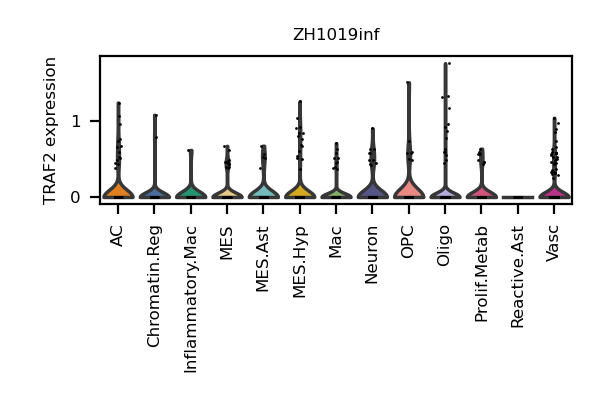 ZH1019inf
TRAF2 expression
1
0
AC
Chromatin.Reg
Inflammatory.Mac
MES
MES.Ast
MES.Hyp
Mac
Neuron
OPC
Oligo
Prolif.Metab
Reactive.Ast
Vasc